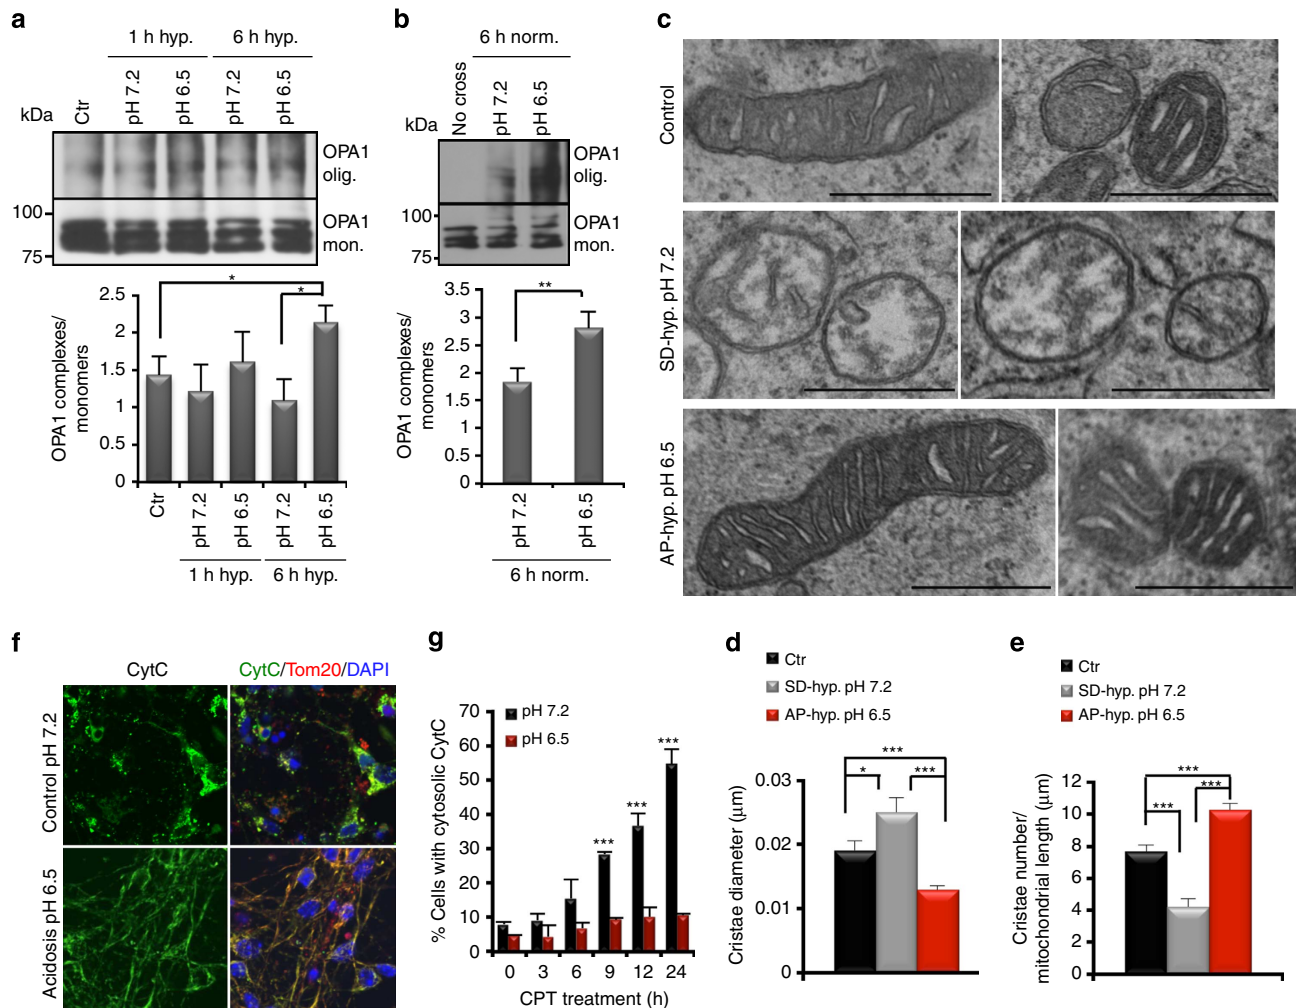 a
1 h hyp.
6 h hyp.
kDa
Ctr
pH 7.2
pH 6.5
pH 7.2
pH 6.5
OPA1
olig.
100
OPA1
mon.
75
*
*
OPA1 complexes/
monomers
2.5
2
1.5
1
0.5
0
Ctr
pH 7.2
pH 6.5
pH 7.2
pH 6.5
1 h hyp.
6 h hyp.
b
6 h norm.
kDa
No cross
pH 7.2
pH 6.5
OPA1
olig.
100
OPA1
mon.
75
**
OPA1 complexes/
monomers
3.5
3
2.5
2
1.5
1
0.5
0
pH 7.2
pH 6.5
6 h norm.
c
Control
SD-hyp. pH 7.2
AP-hyp. pH 6.5
f
CytC
CytC/Tom20/DAPI
Control pH 7.2
Acidosis pH 6.5
g
pH 7.2
pH 6.5
% Cells with cytosolic CytC
70
60
50
40
30
20
10
0
***
***
***
0 3 6 9 12 24
CPT treatment (h)
d
Ctr
SD-hyp. pH 7.2
AP-hyp. pH 6.5
***
* ***
Cristae diameter (μm)
0.03
0.02
0.01
0
e
Ctr
SD-hyp. pH 7.2
AP-hyp. pH 6.5
***
*** ***
Cristae number/
mitochondrial length (μm)
12
10
8
6
4
2
0